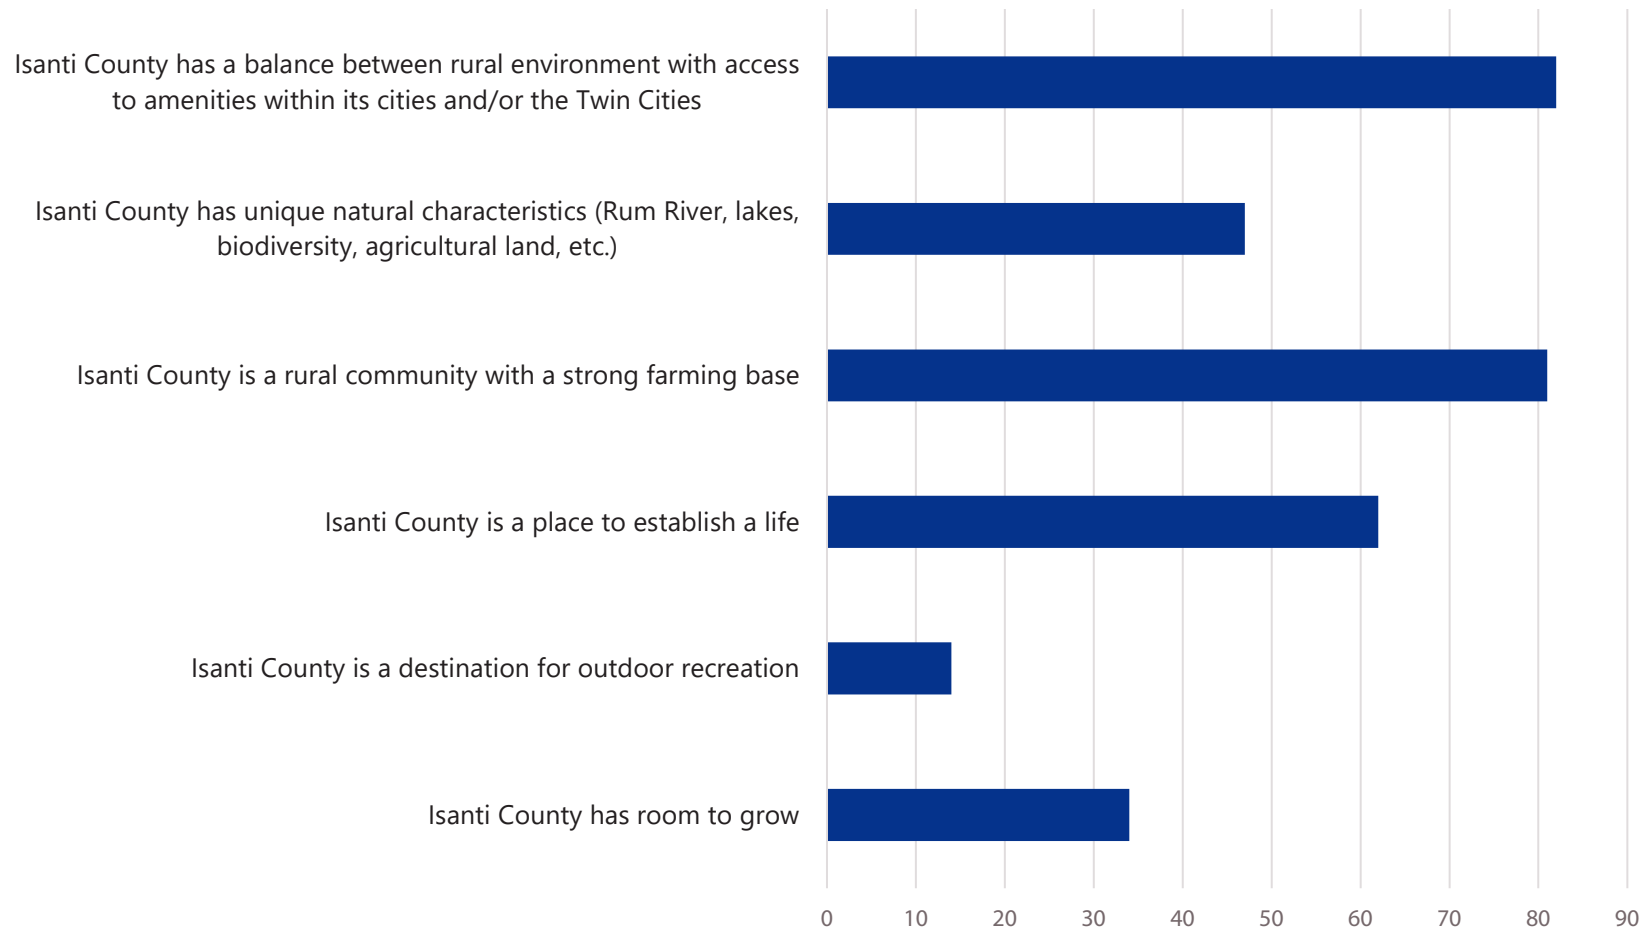 Isanti County has a balance between rural environment with access
to amenities within its cities and/or the Twin Cities
Isanti County has unique natural characteristics (Rum River, lakes,
biodiversity, agricultural land, etc.)
Isanti County is a rural community with a strong farming base
Isanti County is a place to establish a life
Isanti County is a destination for outdoor recreation
Isanti County has room to grow
0 10 20 30 40 50 60 70 80 90